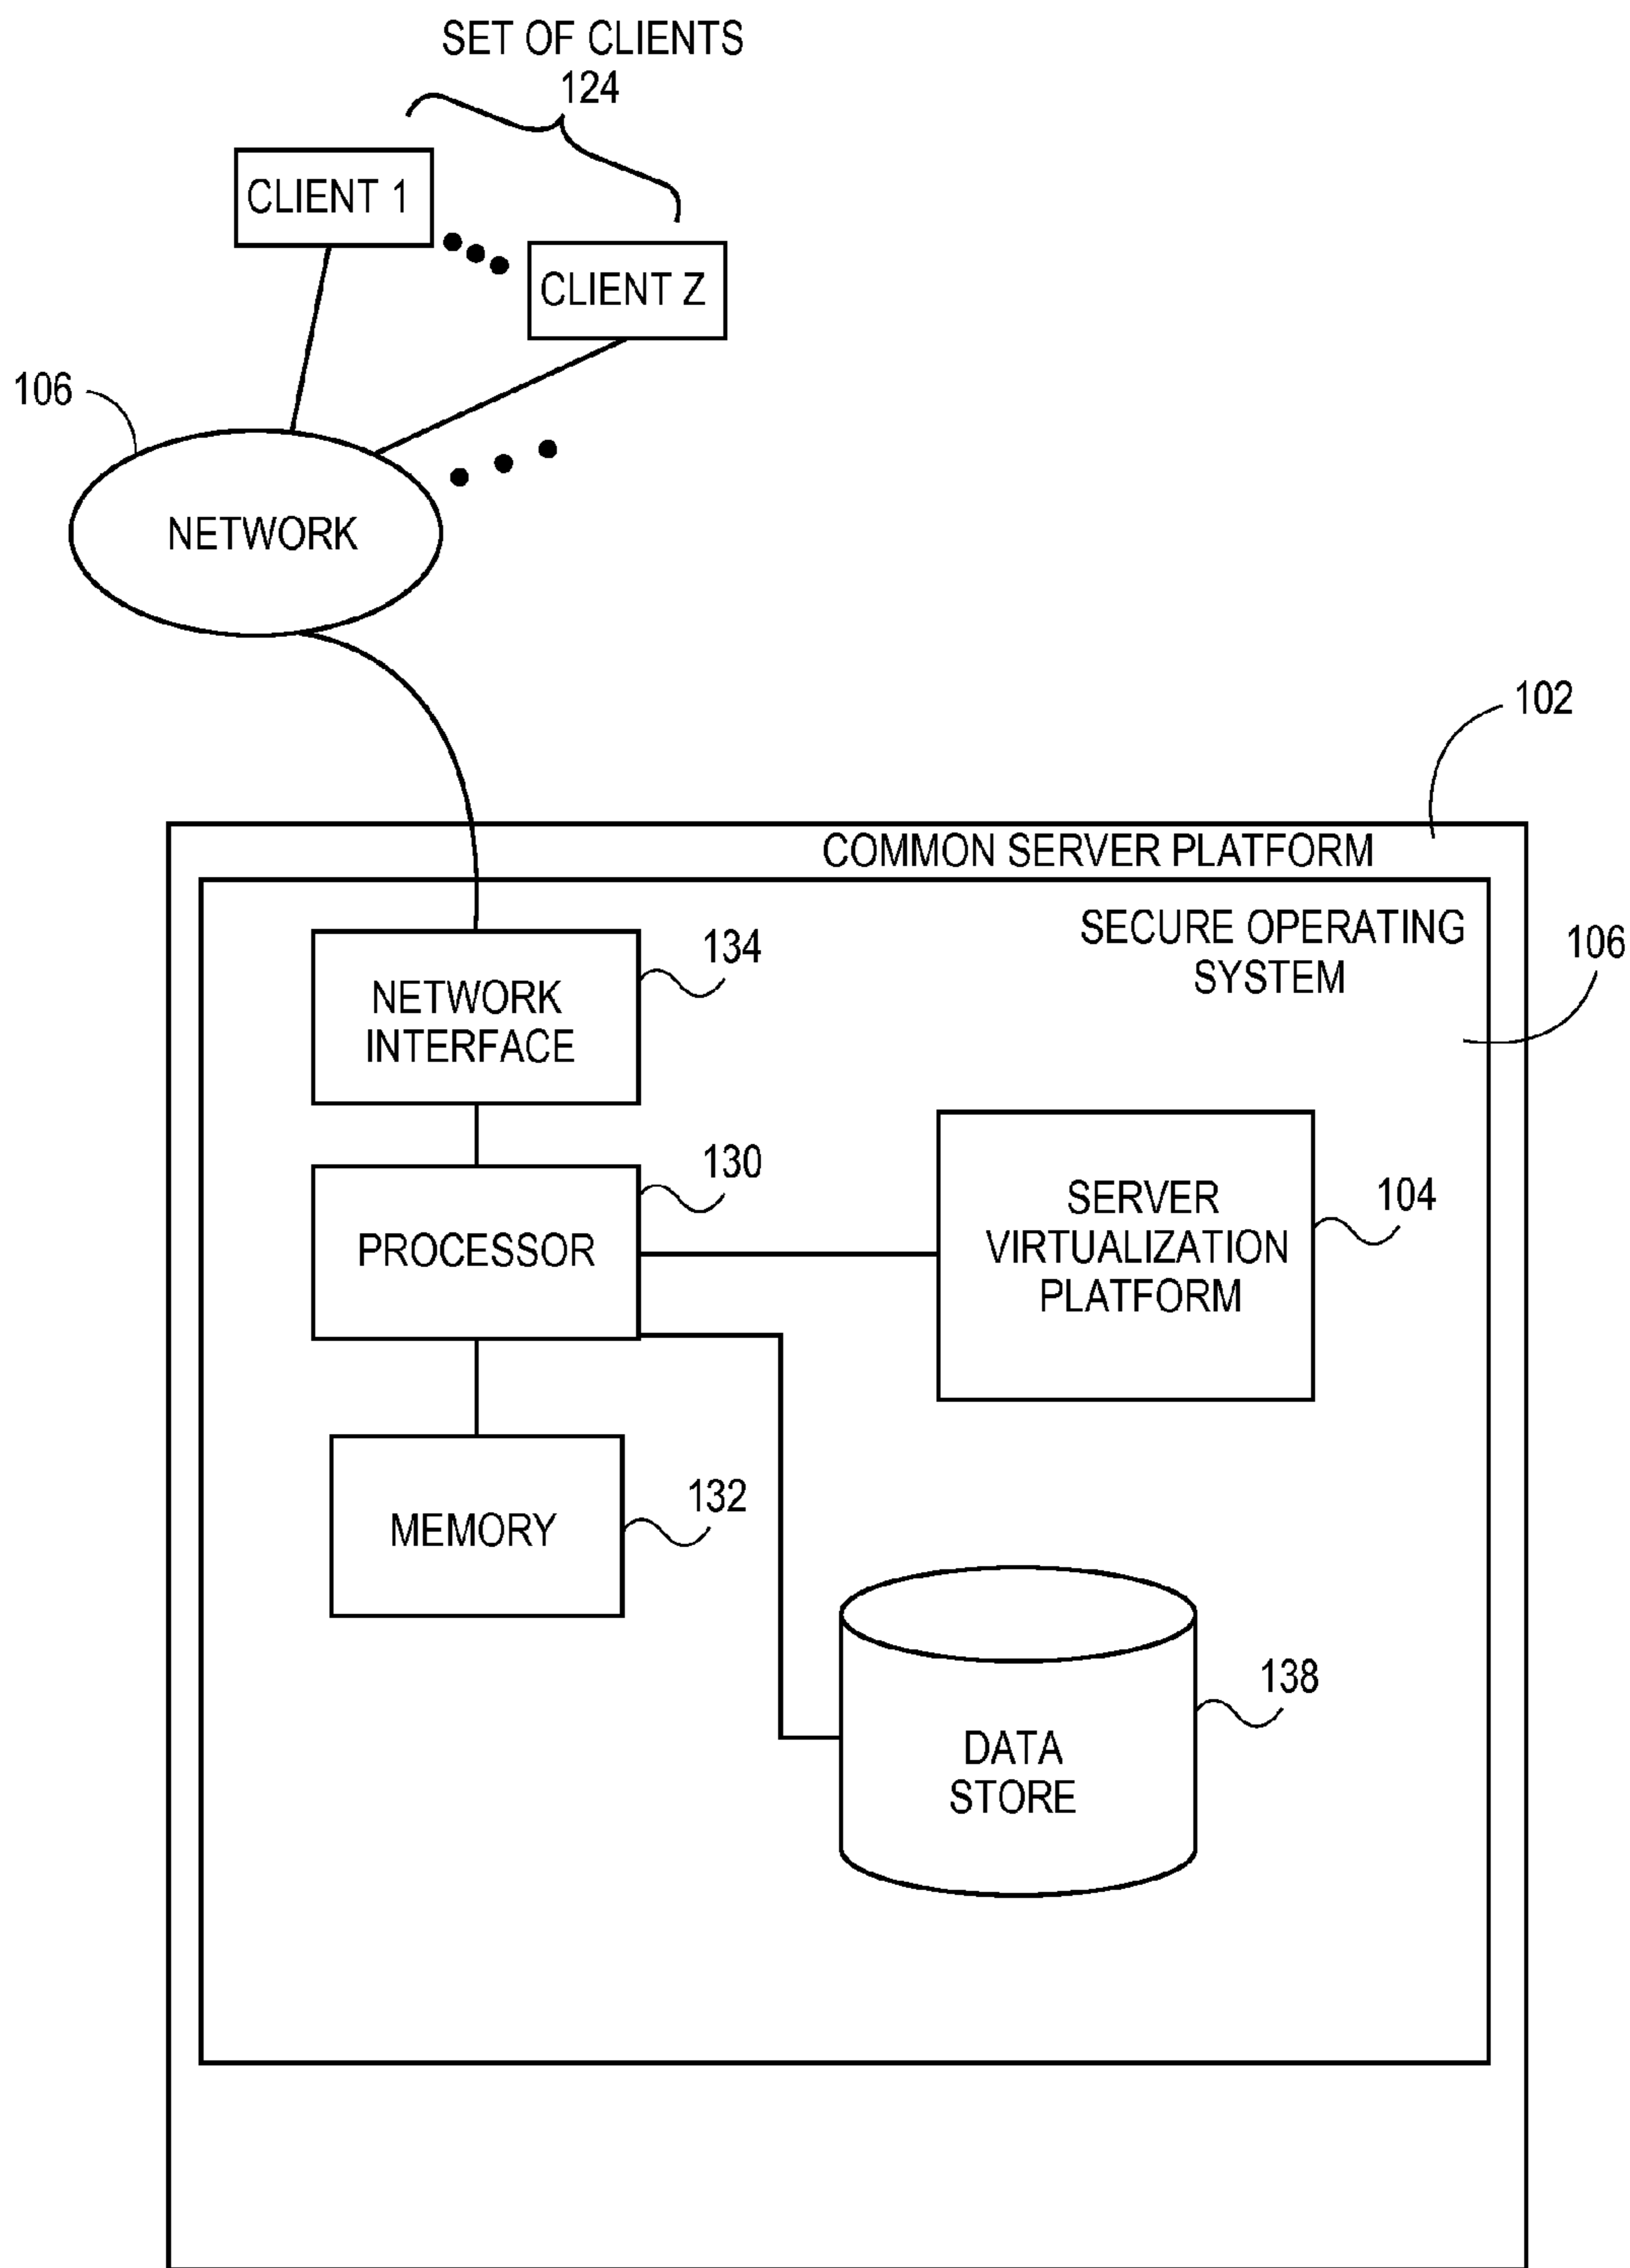 SET OF CLIENTS
124
CLIENT 1
CLIENT Z
106
NETWORK
102
COMMON SERVER PLATFORM
SECURE OPERATING
SYSTEM
106
134
NETWORK
INTERFACE
130
PROCESSOR
SERVER
VIRTUALIZATION
PLATFORM
104
132
MEMORY
138
DATA
STORE